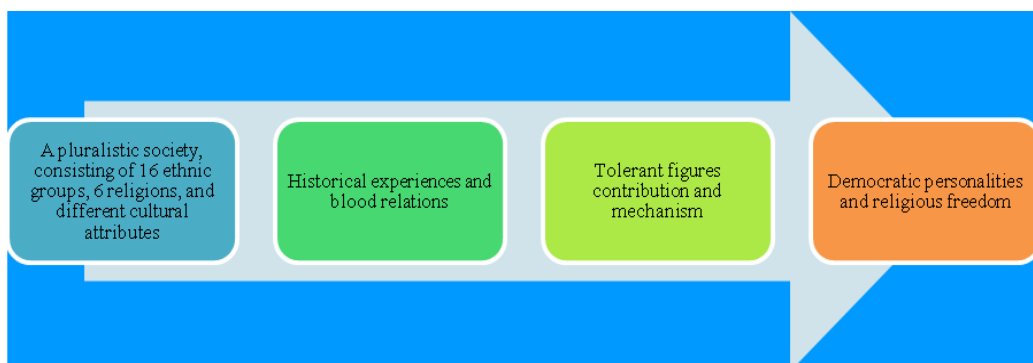 A pluralistic society,
consisting of 16 ethnic
groups, 6 religions, and
different cultural
attributes
Historical experiences and
blood relations
Tolerant figures
contribution and
mechanism
Democratic personalities
and religious freedom